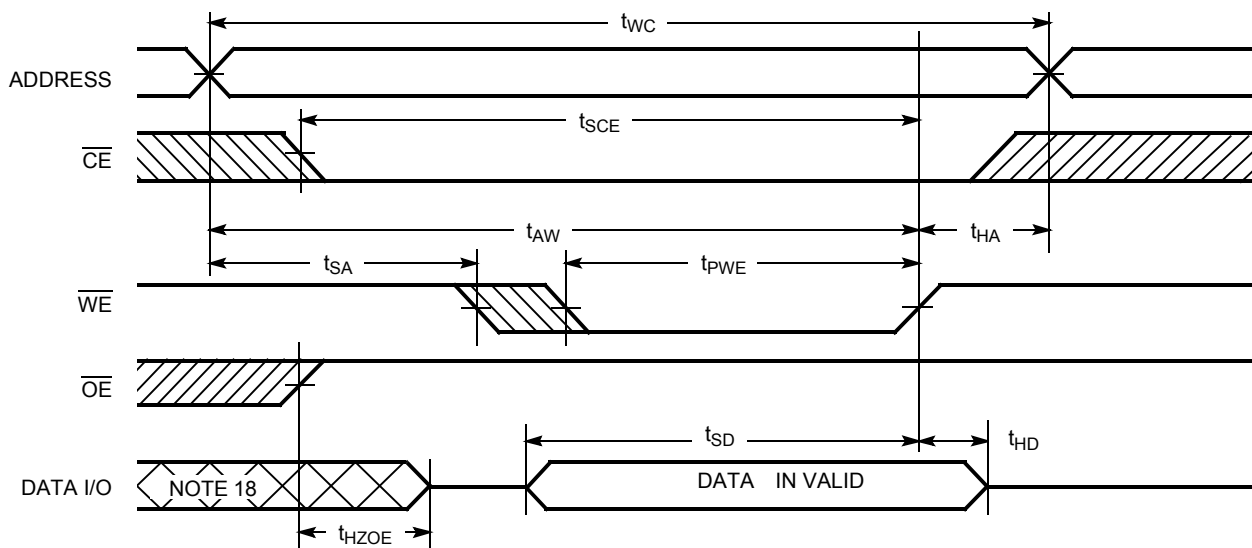 tWC
ADDRESS
tSCE
CE
tAW
tHA
tSA
tPWE
WE
OE
tSD
tHD
DATA I/O
NOTE 18
DATA IN VALID
tHZOE